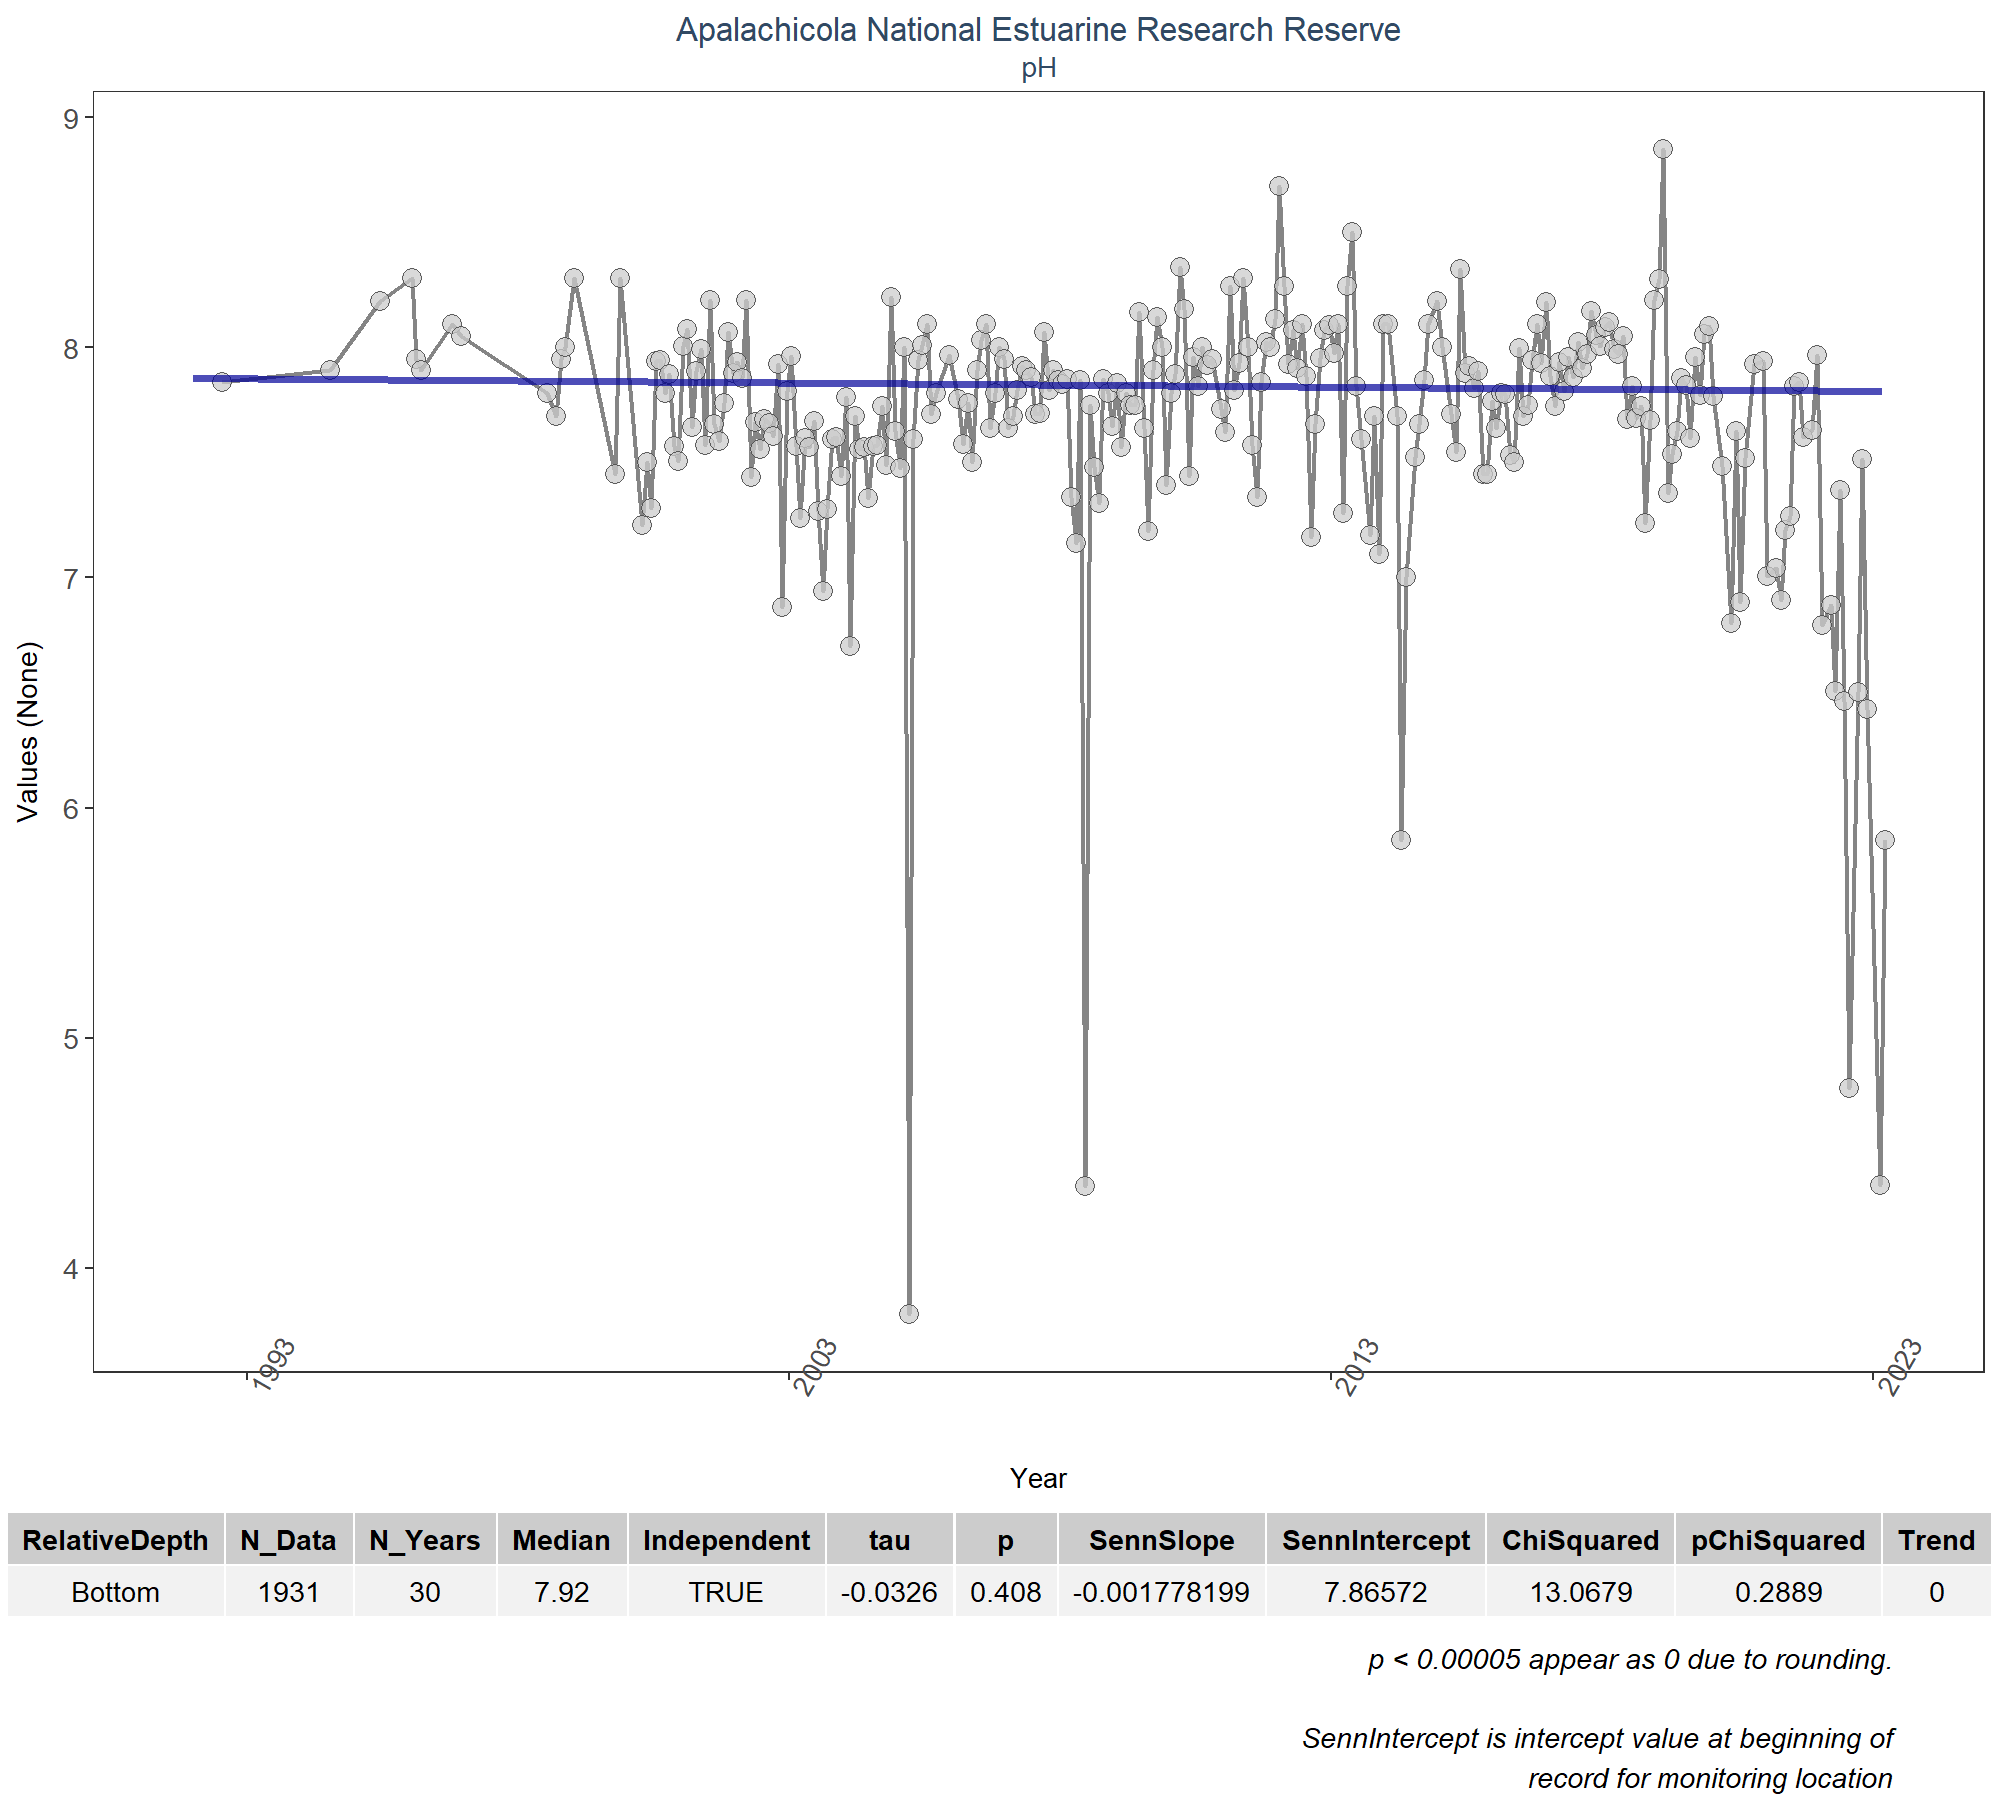 Apalachicola National Estuarine Research Reserve
pH
9
8
7
6
5
4
Values (None)
1993 2003 2013 2023
Year
RelativeDepth N_Data N_Years Median Independent tau p SennSlope SennIntercept ChiSquared pChiSquared Trend
Bottom 1931 30 7.92 TRUE -0.0326 0.408 -0.001778199 7.86572 13.0679 0.2889 0
p < 0.00005 appear as 0 due to rounding.
SennIntercept is intercept value at beginning of
record for monitoring location